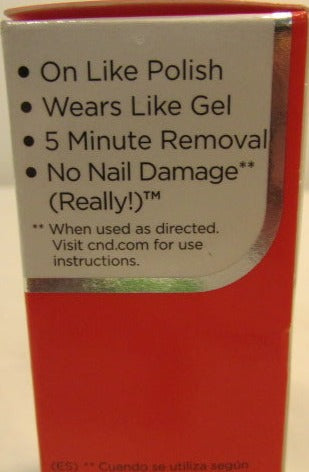 • On Like Polish
• Wears Like Gel
• 5 Minute Removal
• No Nail Damage**
(Really!)™
** When used as directed.
Visit cnd.com for use
instructions.
(ES) ** Cuando se utiliza según